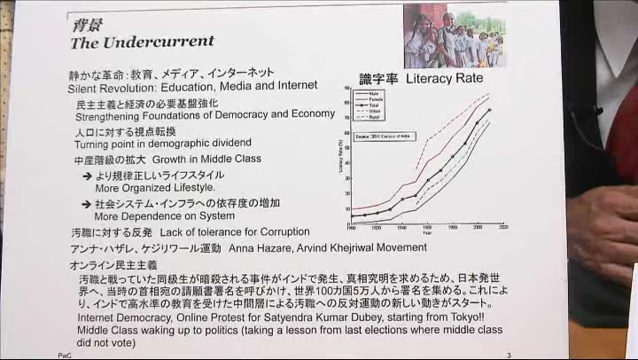 背景
The Undercurrent
静かな革命：教育、メディア、インターネット
Silent Revolution: Education, Media and Internet
民主主義と経済の必要基盤強化
Strengthening Foundations of Democracy and Economy
人口に対する視点転換
Turning point in demographic dividend
中産階級の拡大 Growth in Middle Class
➔ より規律正しいライフスタイル
More Organized Lifestyle.
➔ 社会システム・インフラへの依存度の増加
More Dependence on System
汚職に対する反発 Lack of tolerance for Corruption
アンナ・ハザレ、ケジリワール運動 Anna Hazare, Arvind Khejriwal Movement
オンライン民主主義
汚職と戦っていた同級生が暗殺される事件がインドで発生、真相究明を求めるため、日本発世
界へ、当時の首相宛の請願書署名を呼びかけ、世界100カ国5万人から署名を集める。これによ
り、インドで高水準の教育を受けた中間層による汚職への反対運動の新しい動きがスタート。
Internet Democracy, Online Protest for Satyendra Kumar Dubey, starting from Tokyo!!
Middle Class waking up to politics (taking a lesson from last elections where middle class
did not vote)
PwC
3
識字率 Literacy Rate
Male
Female
Total
Urban
Rural
Source: 2011 Census of India
Literacy Rate (%)
Year